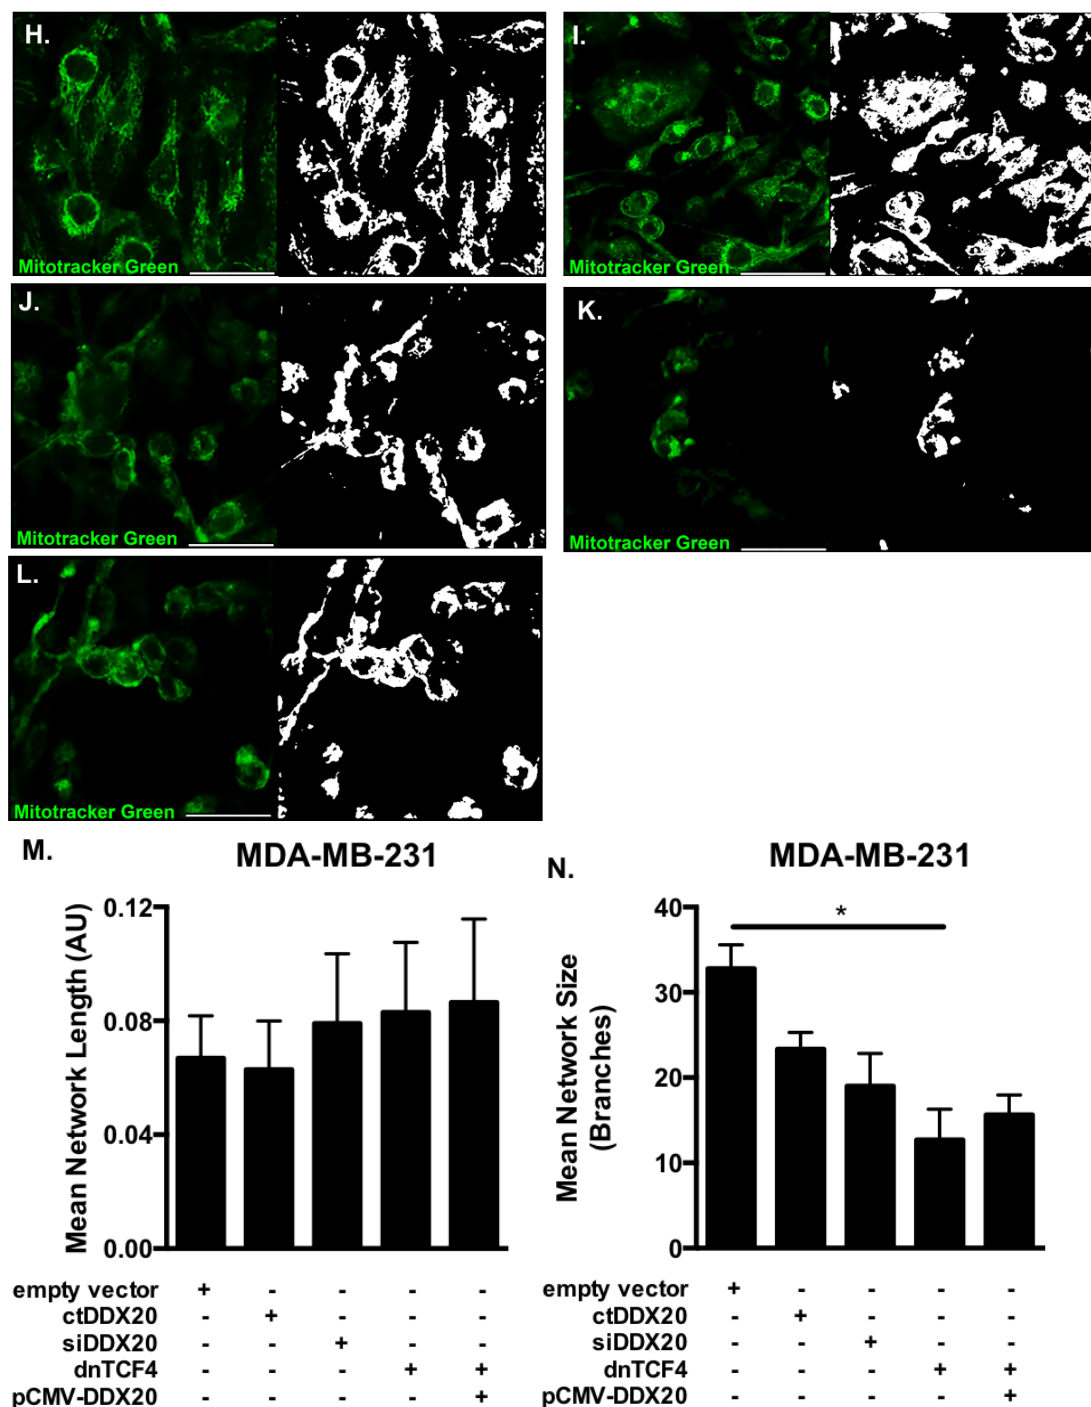 H.
Mitotracker Green
I.
Mitotracker Green
J.
Mitotracker Green
K.
Mitotracker Green
L.
Mitotracker Green
M.
MDA-MB-231
Mean Network Length (AU)
0.12
0.08
0.04
0.00
empty vector + - - - -
ctDDX20 - + - - -
siDDX20 - - + - -
dnTCF4 - - - + +
pCMV-DDX20 - - - - +
N.
MDA-MB-231
Mean Network Size
(Branches)
40
30
20
10
0
*
empty vector + - - - -
ctDDX20 - + - - -
siDDX20 - - + - -
dnTCF4 - - - + +
pCMV-DDX20 - - - - +